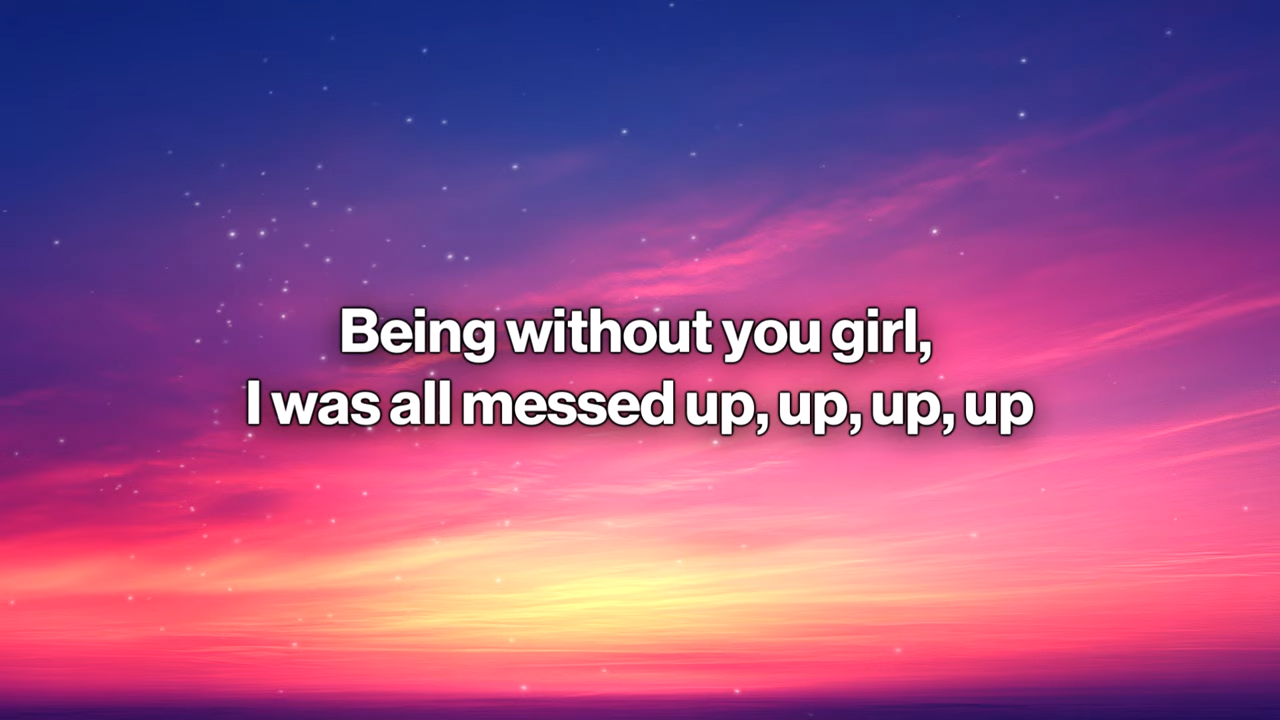 Being without you girl,
I was all messed up, up, up, up